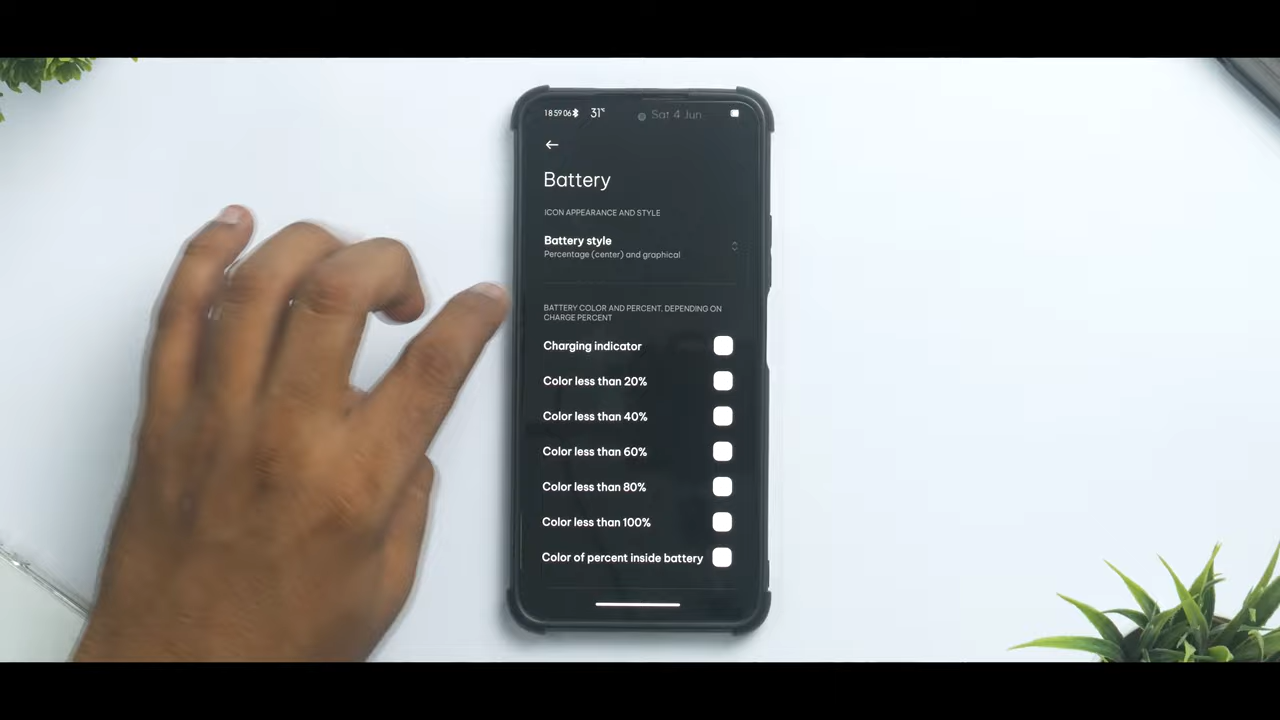 18 59 06 31°C Sat 4 Jun
Battery
ICON APPEARANCE AND STYLE
Battery style
Percentage (center) and graphical
BATTERY COLOR AND PERCENT. DEPENDING ON
CHARGE PERCENT
Charging indicator
Color less than 20%
Color less than 40%
Color less than 60%
Color less than 80%
Color less than 100%
Color of percent inside battery